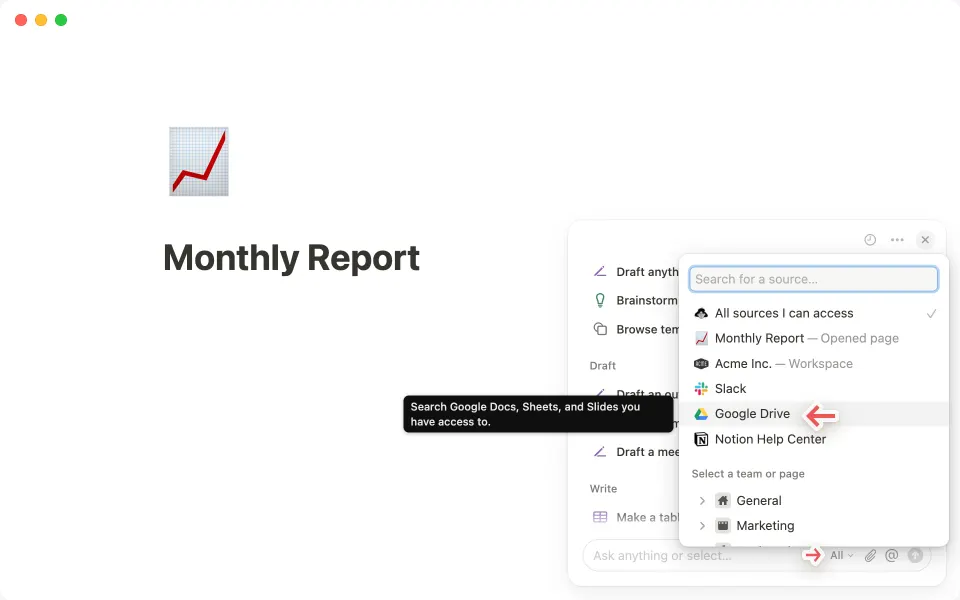 Monthly Report
Search for a source...
All sources I can access
Monthly Report — Opened page
Acme Inc. — Workspace
Slack
Google Drive
Notion Help Center
Select a team or page
General
Marketing
Search Google Docs, Sheets, and Slides you
have access to.
Draft anyth
Brainstorm
Browse tem
Draft
Draft an ou
Draft a mee
Write
Make a tabl
Ask anything or select...
All